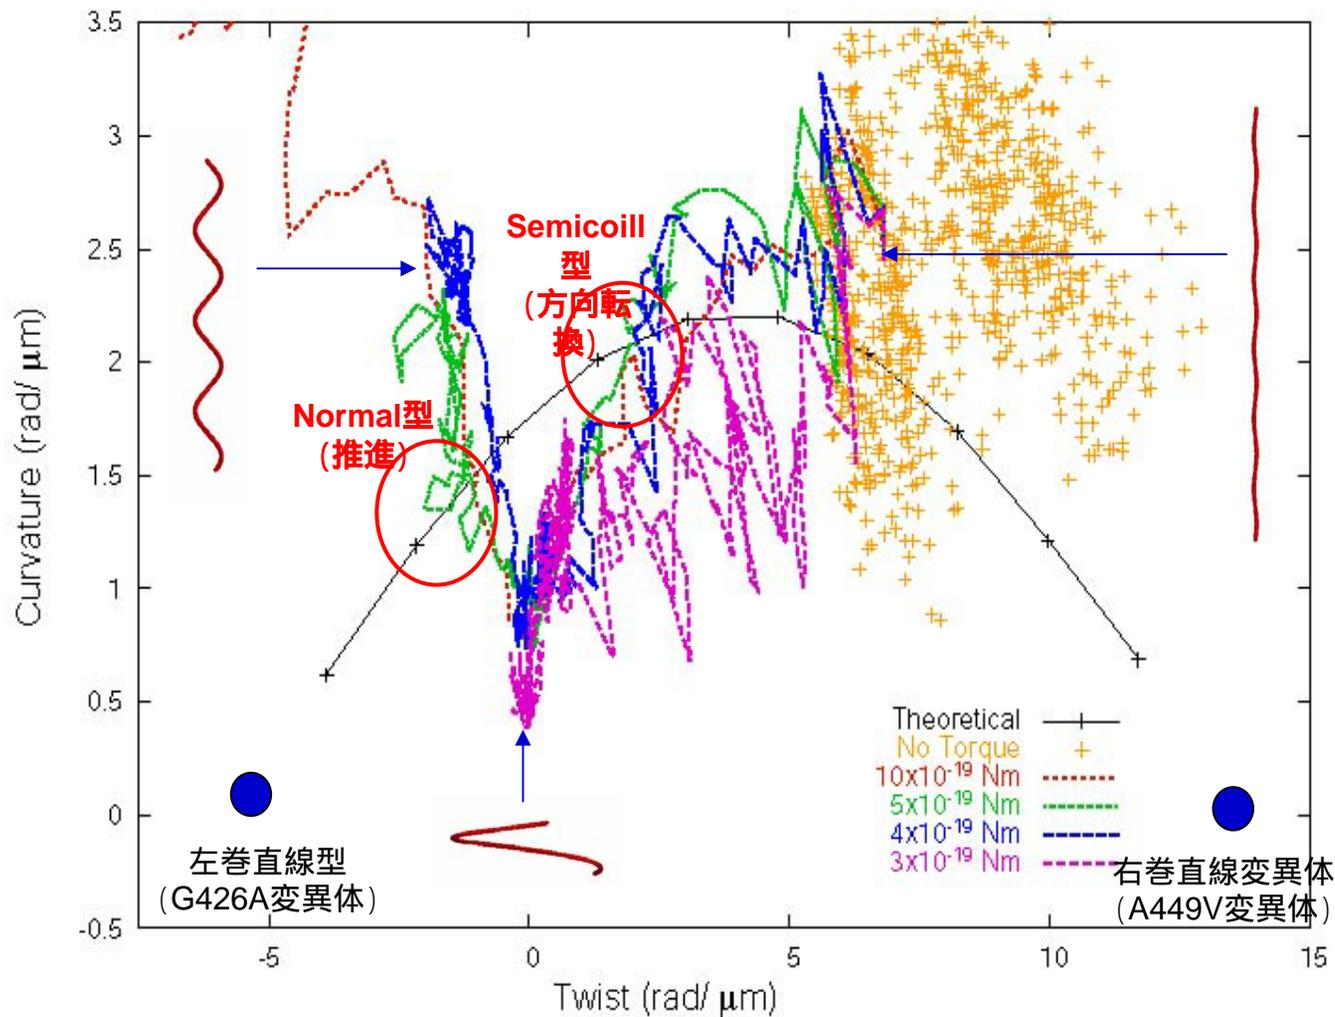 3.5
3
2.5
2
1.5
1
0.5
0
-0.5
Curvature (rad/ μm)
Semicoill
型
(方向転
換)
Normal型
(推進)
Theoretical
No Torque
10x10⁻¹⁹ Nm
5x10⁻¹⁹ Nm
4x10⁻¹⁹ Nm
3x10⁻¹⁹ Nm
左巻直線型
(G426A変異体)
右巻直線変異体
(A449V変異体)
-5
0
5
10
15
Twist (rad/ μm)